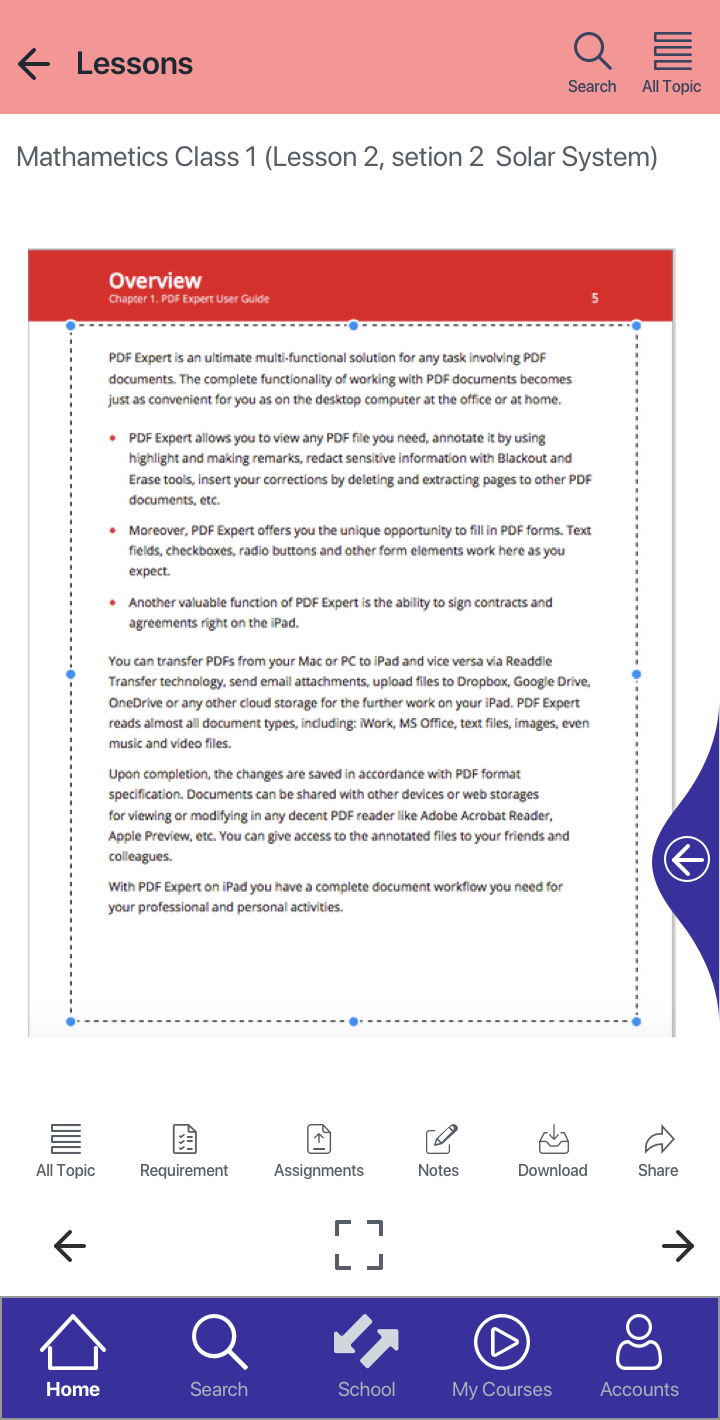 Lessons
Search
All Topic
Mathametics Class 1 (Lesson 2, setion 2 Solar System)
Overview
Chapter 1. PDF Expert User Guide
5
PDF Expert is an ultimate multi-functional solution for any task involving PDF
documents. The complete functionality of working with PDF documents becomes
just as convenient for you as on the desktop computer at the office or at home.
• PDF Expert allows you to view any PDF file you need, annotate it by using
highlight and making remarks, redact sensitive information with Blackout and
Erase tools, insert your corrections by deleting and extracting pages to other PDF
documents, etc.
• Moreover, PDF Expert offers you the unique opportunity to fill in PDF forms. Text
fields, checkboxes, radio buttons and other form elements work here as you
expect.
• Another valuable function of PDF Expert is the ability to sign contracts and
agreements right on the iPad.
You can transfer PDFs from your Mac or PC to iPad and vice versa via Readdle
Transfer technology, send email attachments, upload files to Dropbox, Google Drive,
OneDrive or any other cloud storage for the further work on your iPad. PDF Expert
reads almost all document types, including: iWork, MS Office, text files, images, even
music and video files.
Upon completion, the changes are saved in accordance with PDF format
specification. Documents can be shared with other devices or web storages
for viewing or modifying in any decent PDF reader like Adobe Acrobat Reader,
Apple Preview, etc. You can give access to the annotated files to your friends and
colleagues.
With PDF Expert on iPad you have a complete document workflow you need for
your professional and personal activities.
All Topic
Requirement
Assignments
Notes
Download
Share
Home
Search
School
My Courses
Accounts